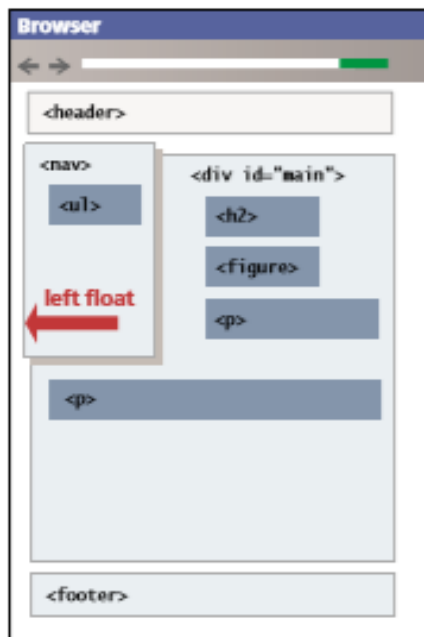 Browser
<header>
<nav>
<ul>
left float
<div id="main">
<h2>
<figure>
<p>
<p>
<footer>